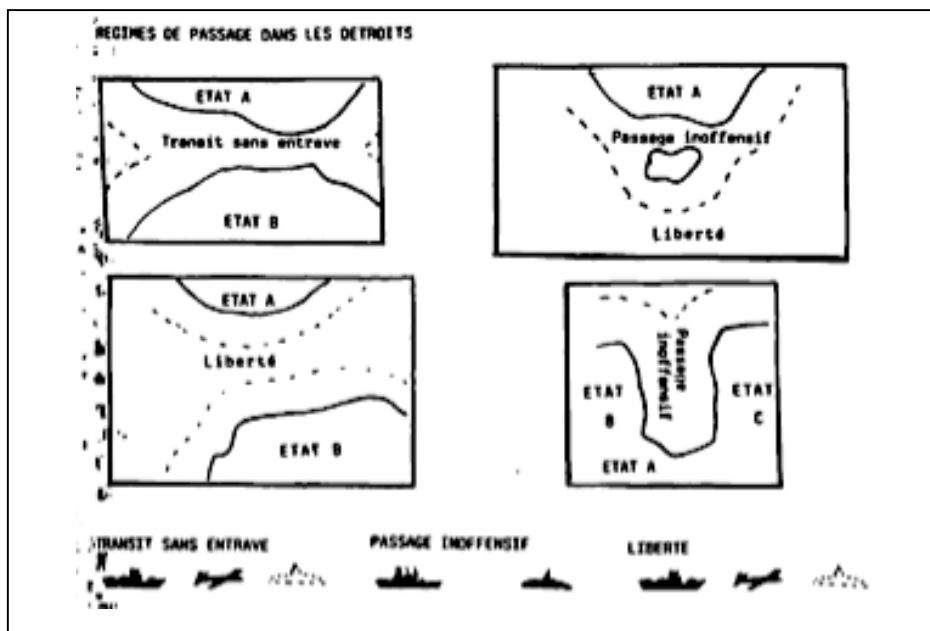 REGIMES DE PASSAGE DANS LES DETROITS
ETAT A
Transit sans entrave
ETAT B
ETAT A
Passage inoffensif
Liberté
ETAT A
Liberté
ETAT B
Passage
inoffensif
ETAT
B
ETAT
C
ETAT A
TRANSIT SANS ENTRAVE
PASSAGE INOFFENSIF
LIBERTE